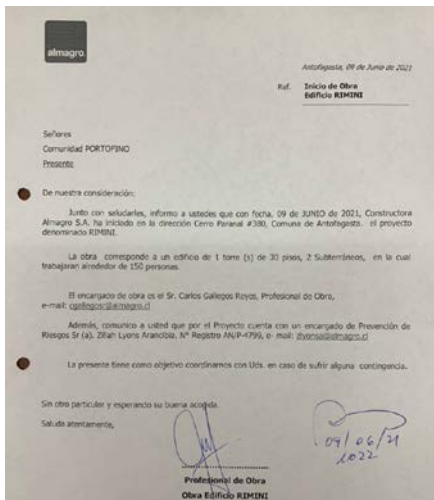 almagro.
Antofagasta, 09 de Junio de 2021
Ref. Inicio de Obra
Edificio RIMINI
Señores
Comunidad PORTOFINO
Presente
De nuestra consideración:
Junto con saludarles, informo a ustedes que con fecha, 09 de JUNIO de 2021, Constructora
Almagro S.A. ha iniciado en la dirección Cerro Paranal #380, Comuna de Antofagasta. el proyecto
denominado RIMINI.
La obra corresponde a un edificio de 1 torre (s) de 30 pisos, 2 Subterráneos, en la cual
trabajaran alrededor de 150 personas.
El encargado de obra es el Sr. Carlos Gallegos Reyes, Profesional de Obra,
e-mail: cgallegosr@almagro.cl
Además, comunico a usted que por el Proyecto cuenta con un encargado de Prevención de
Riesgos Sr (a). Zillah Lyons Arancibia, N° Registro AN/P-4799, e- mail: zlyonsa@almagro.cl
La presente tiene como objetivo coordinarnos con Uds. en caso de sufrir alguna contingencia.
Sin otro particular y esperando su buena acogida.
Saluda atentamente,
09/06/21
1022
Profesional de Obra
Obra Edificio RIMINI